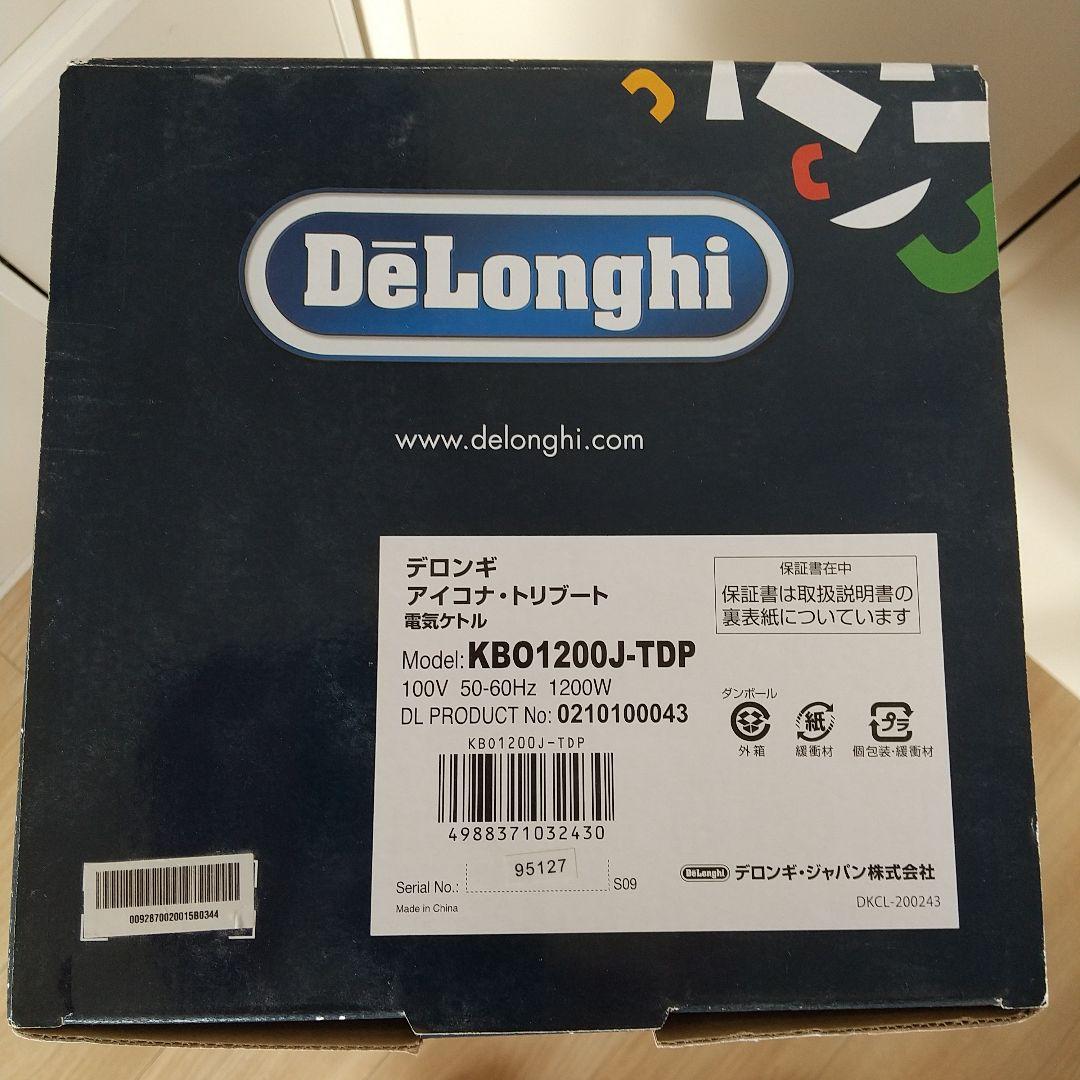 DēLonghi
www.delonghi.com
デロンギ
アイコナ・トリブート
電気ケトル
Model: KBO1200J-TDP
100V 50-60Hz 1200W
DL PRODUCT No: 0210100043
KBO1200J-TDP
4988371032430
Serial No.: 95127 S09
Made in China
保証書在中
保証書は取扱説明書の
裏表紙についています
ダンボール
外箱
紙
緩衝材
プラ
個包装・緩衝材
DēLonghi デロンギ・ジャパン株式会社
DKCL-200243
0092870020015B0344